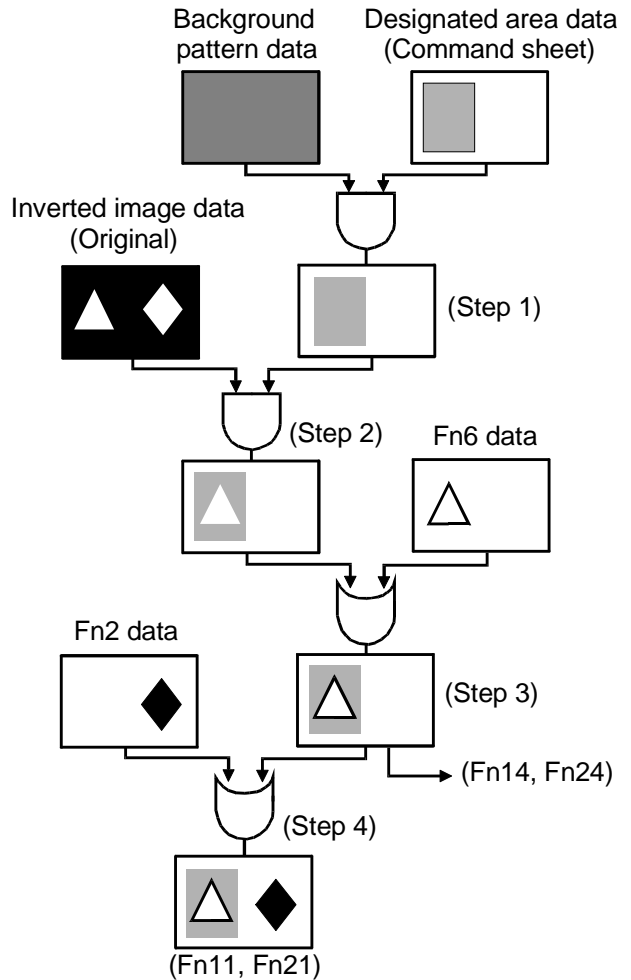 Background
pattern data
Designated area data
(Command sheet)
Inverted image data
(Original)
(Step 1)
(Step 2)
Fn6 data
Fn2 data
(Step 3)
(Fn14, Fn24)
(Step 4)
(Fn11, Fn21)